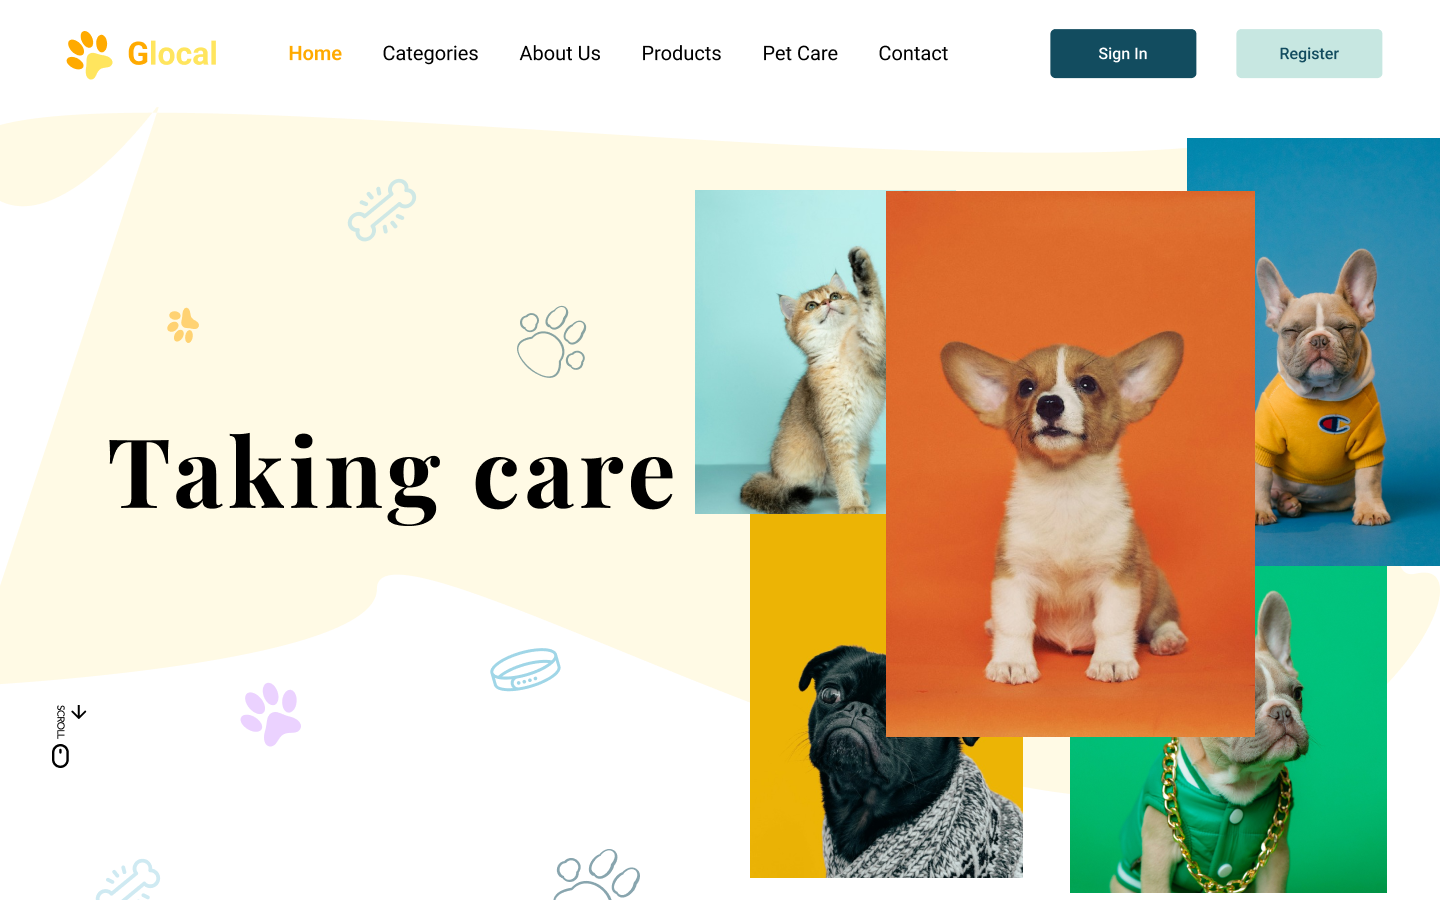 Glocal
Home
Categories
About Us
Products
Pet Care
Contact
Sign In
Register
Taking care
SCROLL